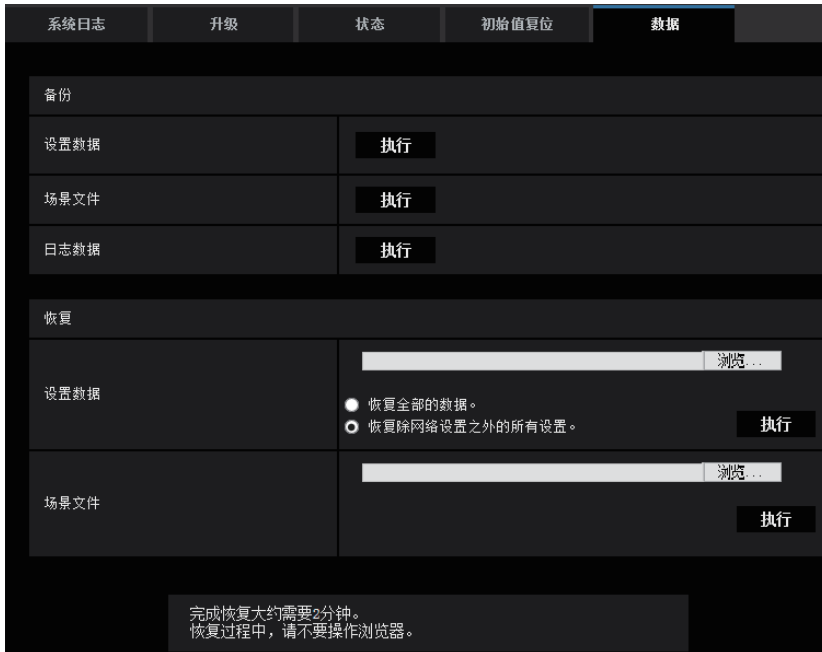 系统日志 升级 状态 初始值复位 数据
备份
设置数据 执行
场景文件 执行
日志数据 执行
恢复
浏览...
设置数据
恢复全部的数据。
恢复除网络设置之外的所有设置。
执行
浏览...
场景文件
执行
完成恢复大约需要2分钟。
恢复过程中，请不要操作浏览器。